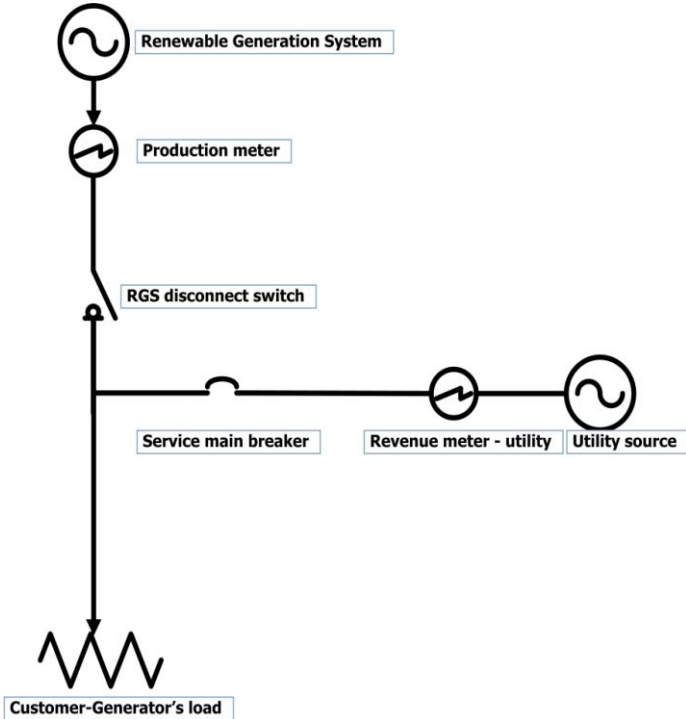 Renewable Generation System
Production meter
RGS disconnect switch
Service main breaker
Revenue meter - utility
Utility source
Customer-Generator's load